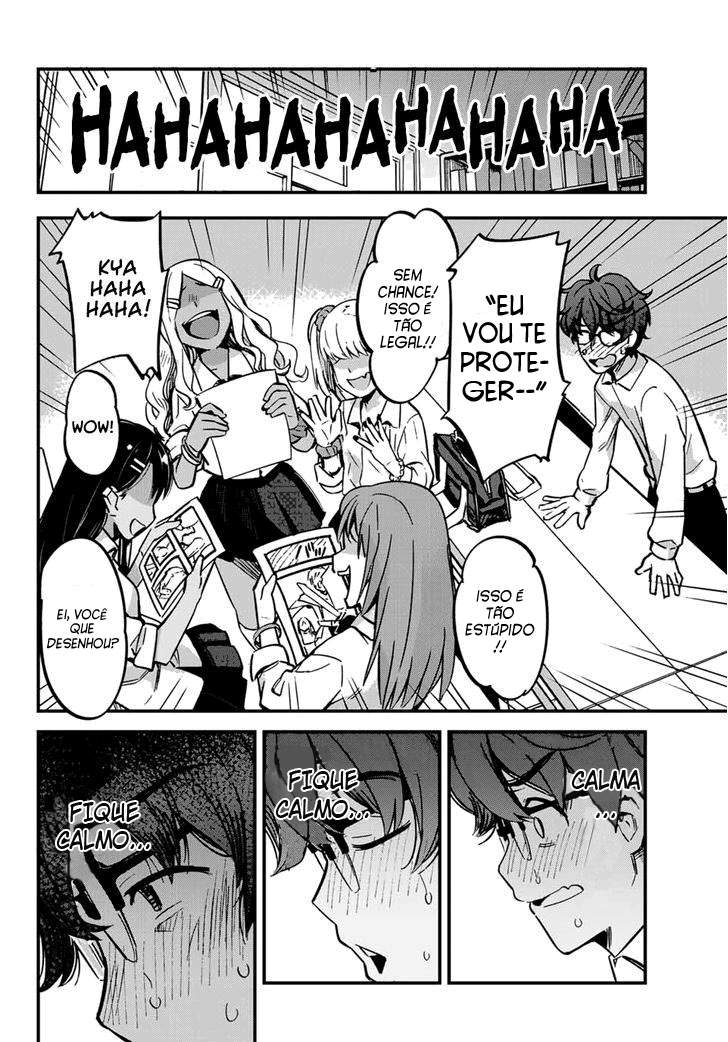 HAHAHAHAHAHAHAHA
"EU
VOU TE
PROTE-
GER--"
SEM
CHANCE!
ISSO É
TÃO
LEGAL!!
KYA
HAHA
HAHA!
WOW!
ISSO É
TÃO
ESTÚPIDO
!!
EI, VOCÊ
QUE
DESENHOU?
CALMA
...
FIQUE
CALMO...
FIQUE
CALMO...